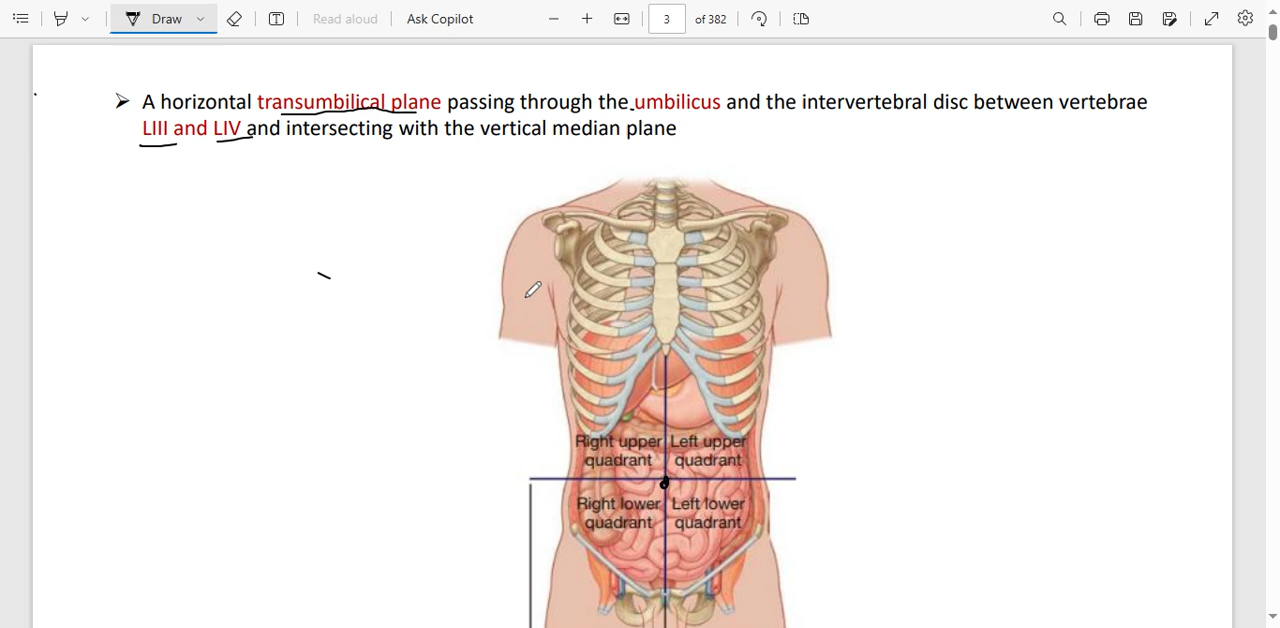 Draw
Read aloud
Ask Copilot
3 of 382
➢ A horizontal transumbilical plane passing through the umbilicus and the intervertebral disc between vertebrae
LIII and LIV and intersecting with the vertical median plane
Right upper
quadrant
Left upper
quadrant
Right lower
quadrant
Left lower
quadrant